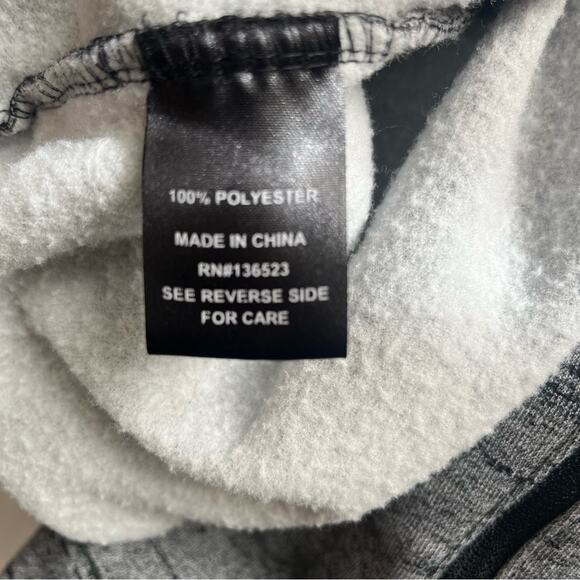 100% POLYESTER
MADE IN CHINA
RN#136523
SEE REVERSE SIDE
FOR CARE